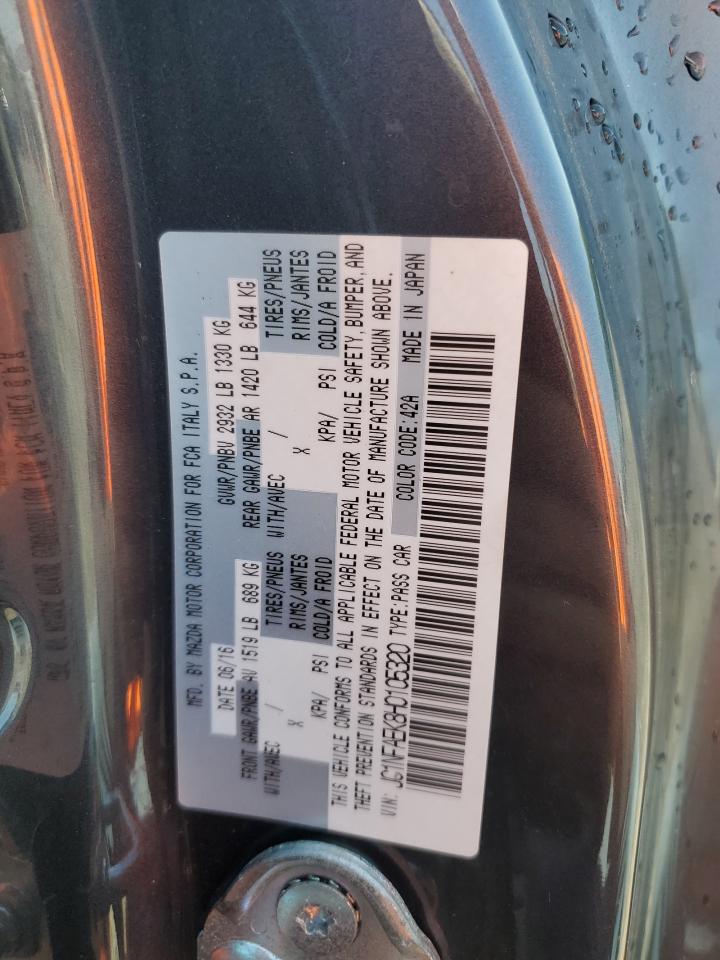 MFD. BY MAZDA MOTOR CORPORATION FOR FCA ITALY S.P.A.
DATE 06/16 GVWR/PNBV 2932 LB 1330 KG
FRONT GAWR/PNBE AV 1519 LB 689 KG REAR GAWR/PNBE AR 1420 LB 644 KG
WITH/AVEC / TIRES/PNEUS WITH/AVEC / TIRES/PNEUS
X RIMS/JANTES X RIMS/JANTES
KPA/ PSI COLD/A FROID KPA/ PSI COLD/A FROID
THIS VEHICLE CONFORMS TO ALL APPLICABLE FEDERAL MOTOR VEHICLE SAFETY, BUMPER, AND
THEFT PREVENTION STANDARDS IN EFFECT ON THE DATE OF MANUFACTURE SHOWN ABOVE.
VIN: JC1NFAEK8H0105320 TYPE:PASS CAR COLOR CODE:42A MADE IN JAPAN